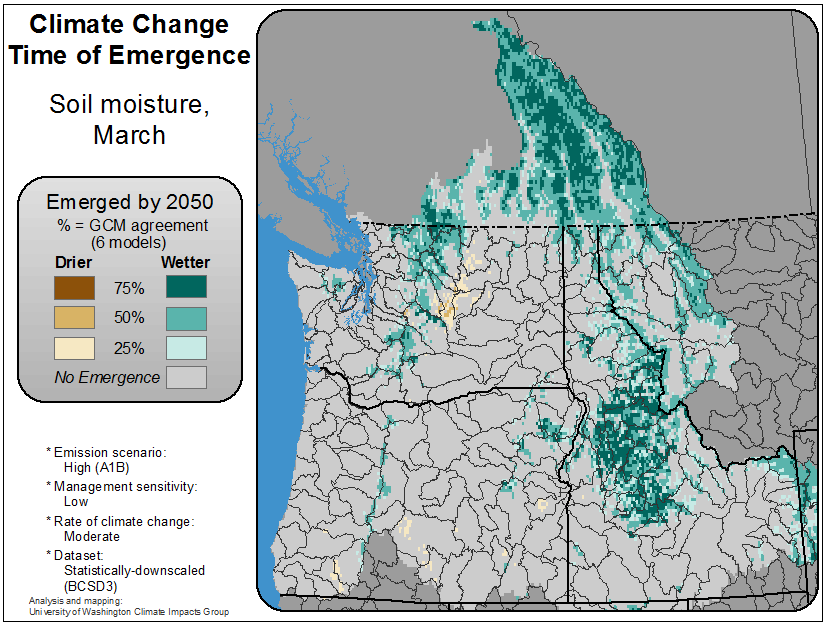 Climate Change
Time of Emergence
Soil moisture,
March
Emerged by 2050
% = GCM agreement
(6 models)
Drier Wetter
75%
50%
25%
No Emergence
* Emission scenario:
High (A1B)
* Management sensitivity:
Low
* Rate of climate change:
Moderate
* Dataset:
Statistically-downscaled
(BCSD3)
Analysis and mapping:
University of Washington Climate Impacts Group